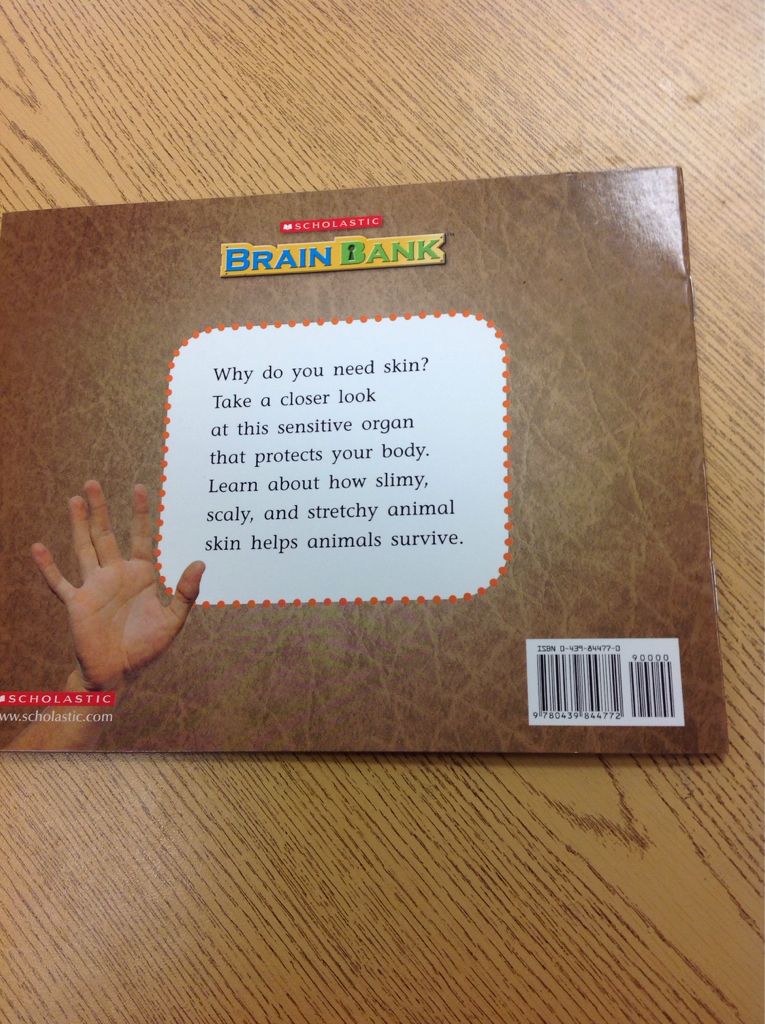 SCHOLASTIC
BRAIN BANK™
Why do you need skin?
Take a closer look
at this sensitive organ
that protects your body.
Learn about how slimy,
scaly, and stretchy animal
skin helps animals survive.
ISBN 0-439-84477-0
90000
9 780439 844772
SCHOLASTIC
www.scholastic.com